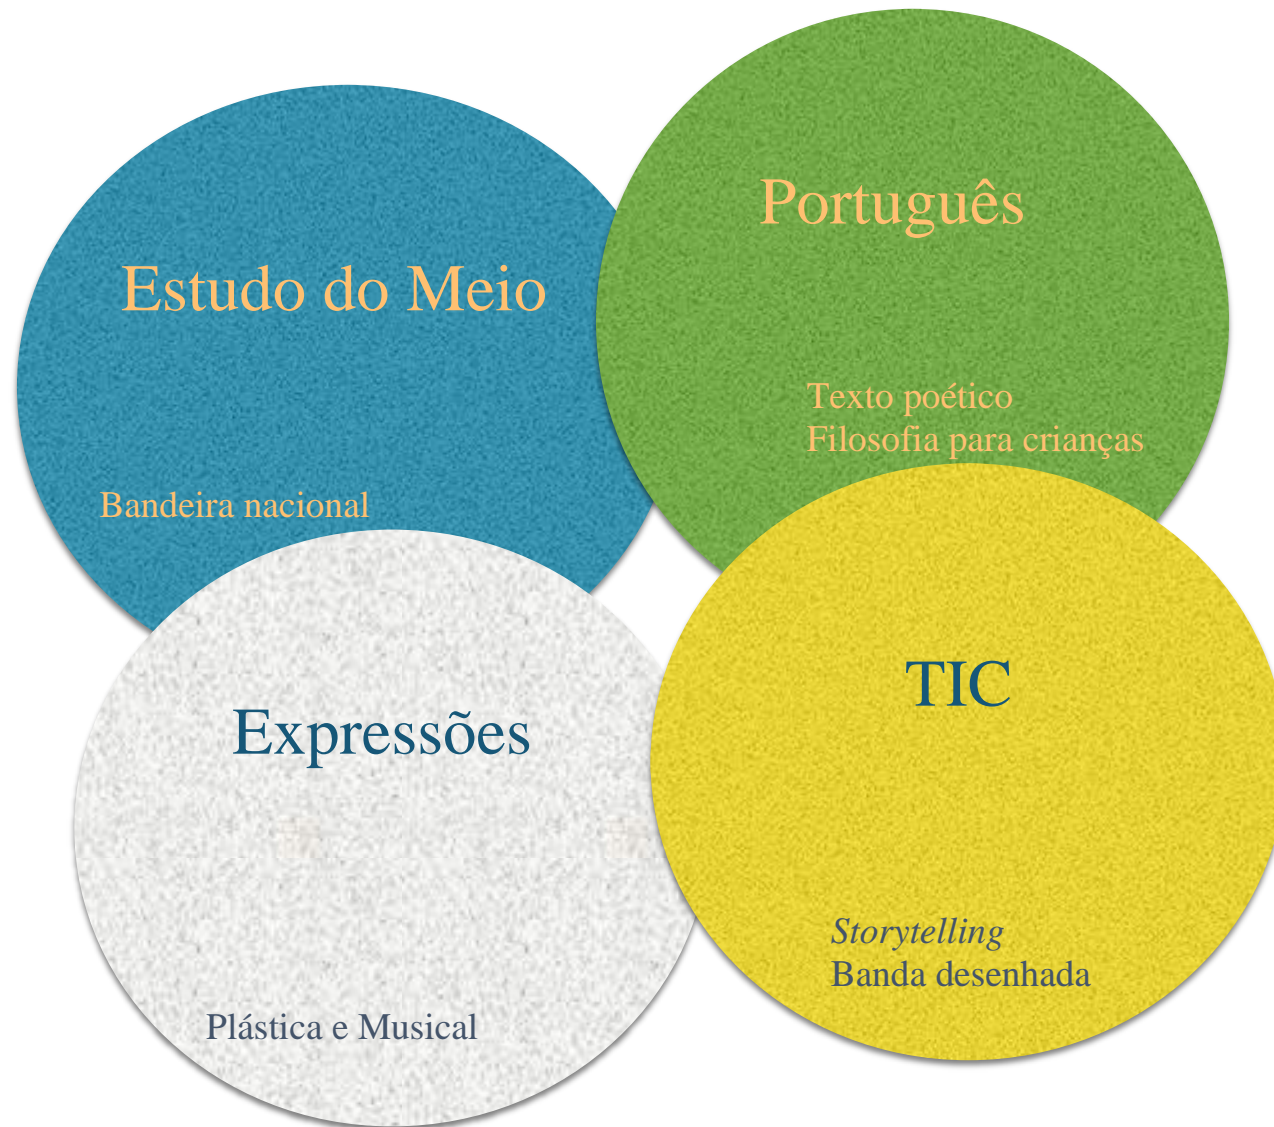 Estudo do Meio
Bandeira nacional
Português
Texto poético
Filosofia para crianças
Expressões
Plástica e Musical
TIC
Storytelling
Banda desenhada